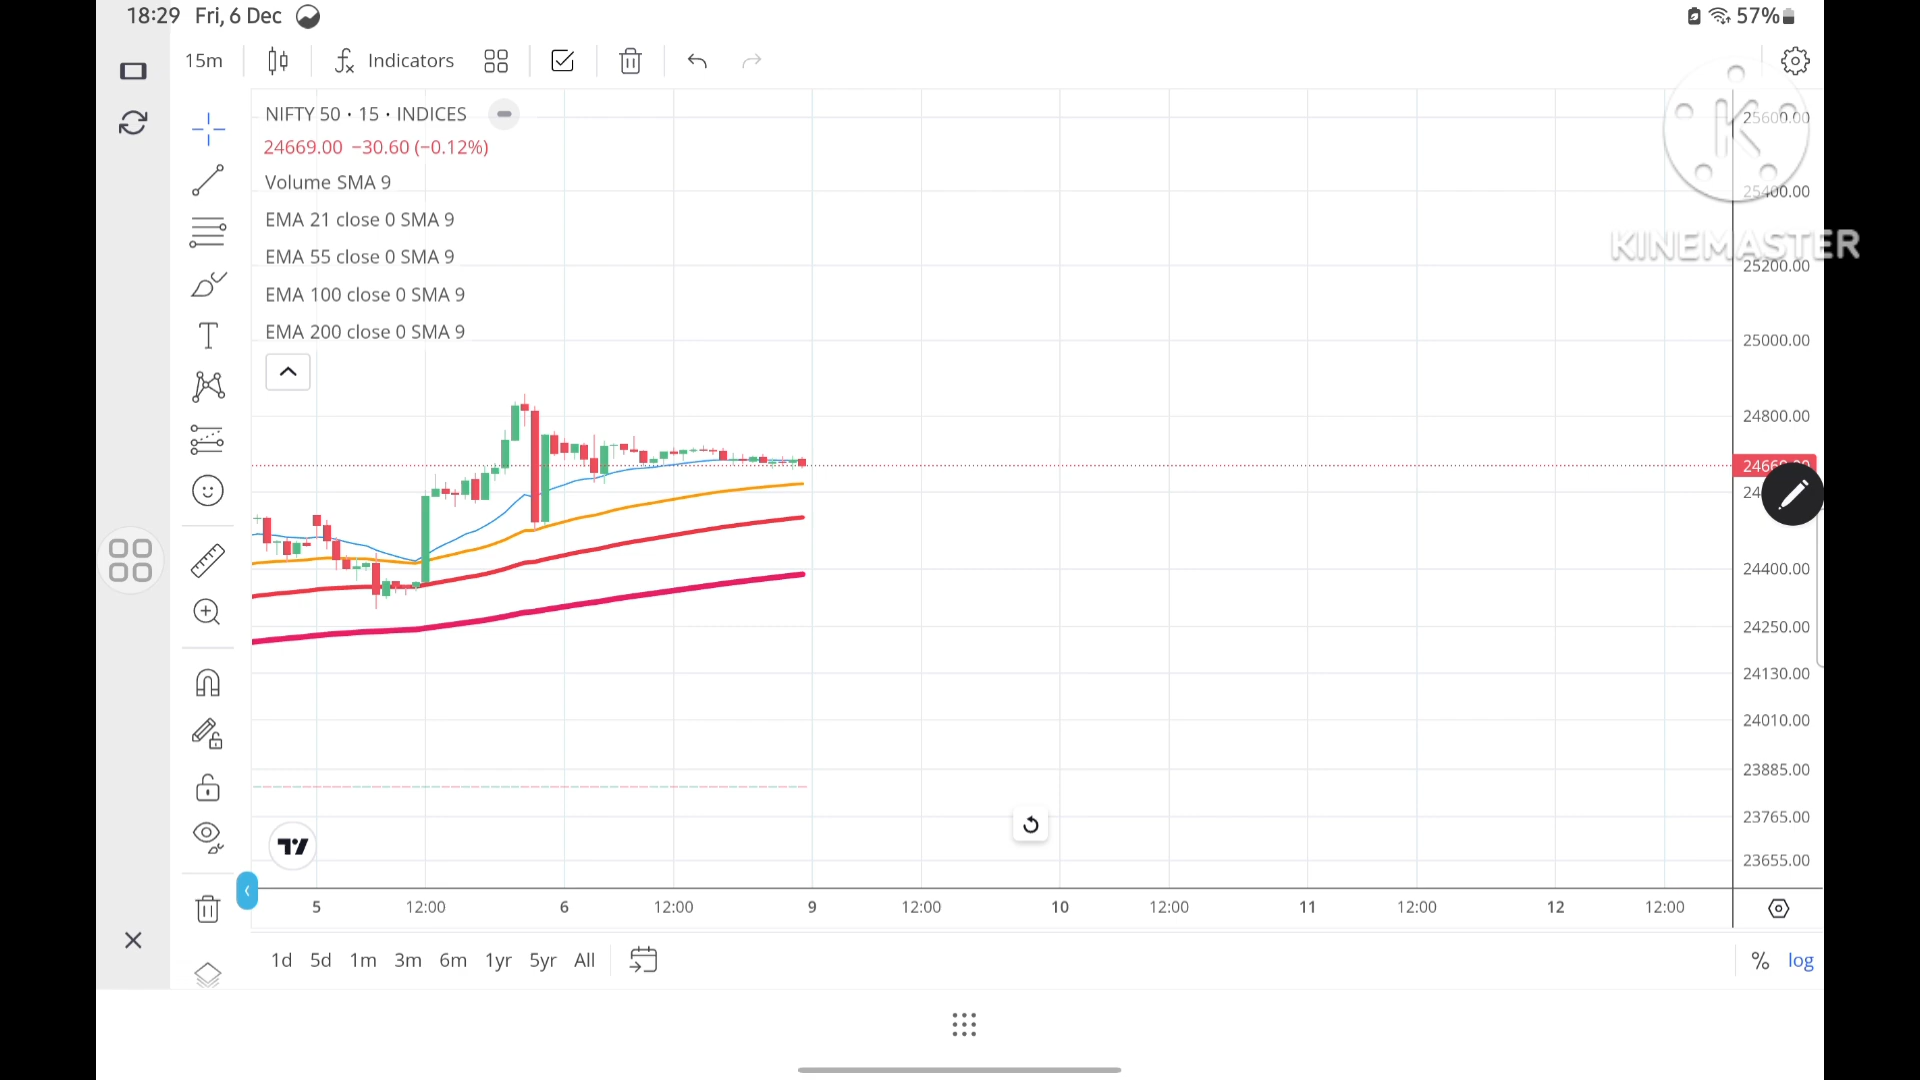 18:29 Fri, 6 Dec
57%
15m
Indicators
NIFTY 50 • 15 • INDICES
24669.00 −30.60 (−0.12%)
Volume SMA 9
EMA 21 close 0 SMA 9
EMA 55 close 0 SMA 9
EMA 100 close 0 SMA 9
EMA 200 close 0 SMA 9
K
KINEMASTER
25600.00
25400.00
25200.00
25000.00
24800.00
24400.00
24250.00
24130.00
24010.00
23885.00
23765.00
23655.00
5 12:00 6 12:00 9 12:00 10 12:00 11 12:00 12 12:00
1d 5d 1m 3m 6m 1yr 5yr All
% log